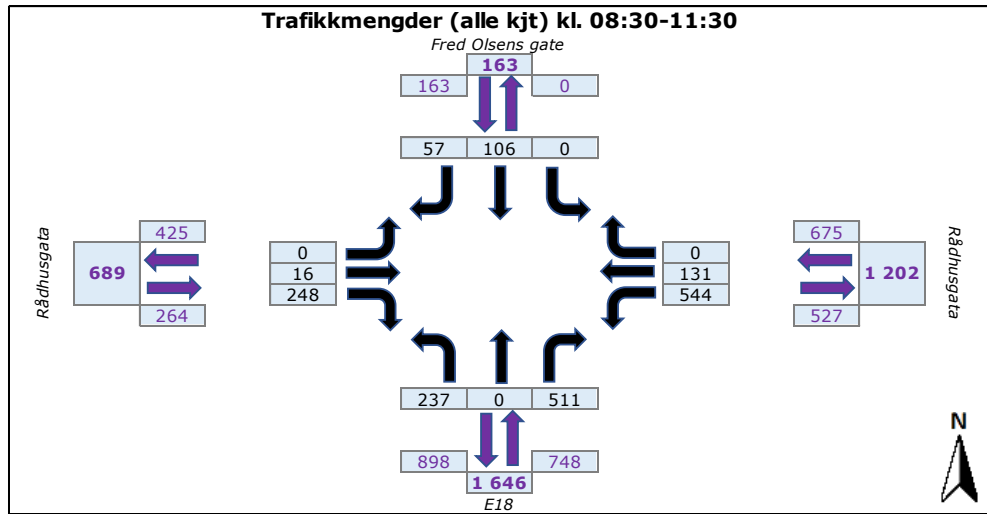 Trafikkmengder (alle kjt) kl. 08:30-11:30
Fred Olsens gate
163
163 0
57 106 0
Rådhusgata
425
689
264
0
16
248
0
131
544
675
1 202
527
Rådhusgata
237 0 511
898 748
1 646
E18
N